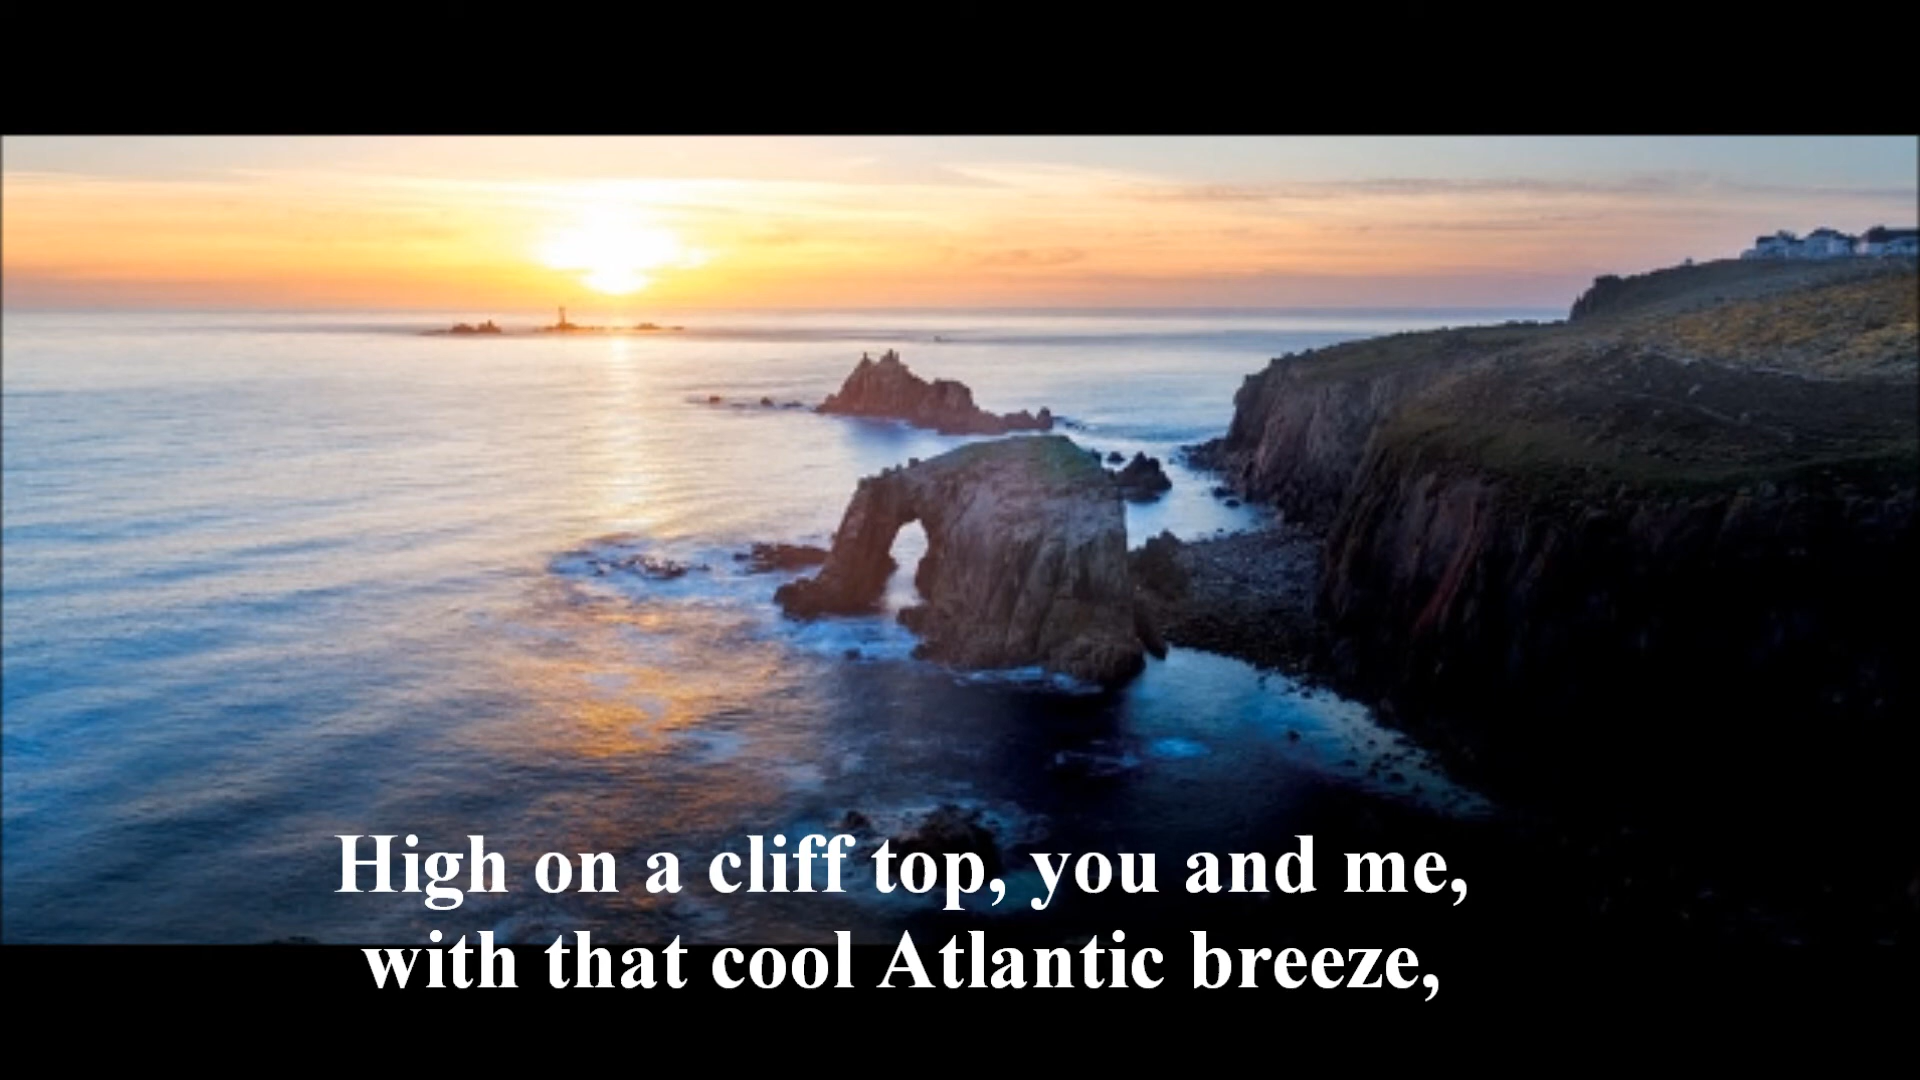 High on a cliff top, you and me,
with that cool Atlantic breeze,